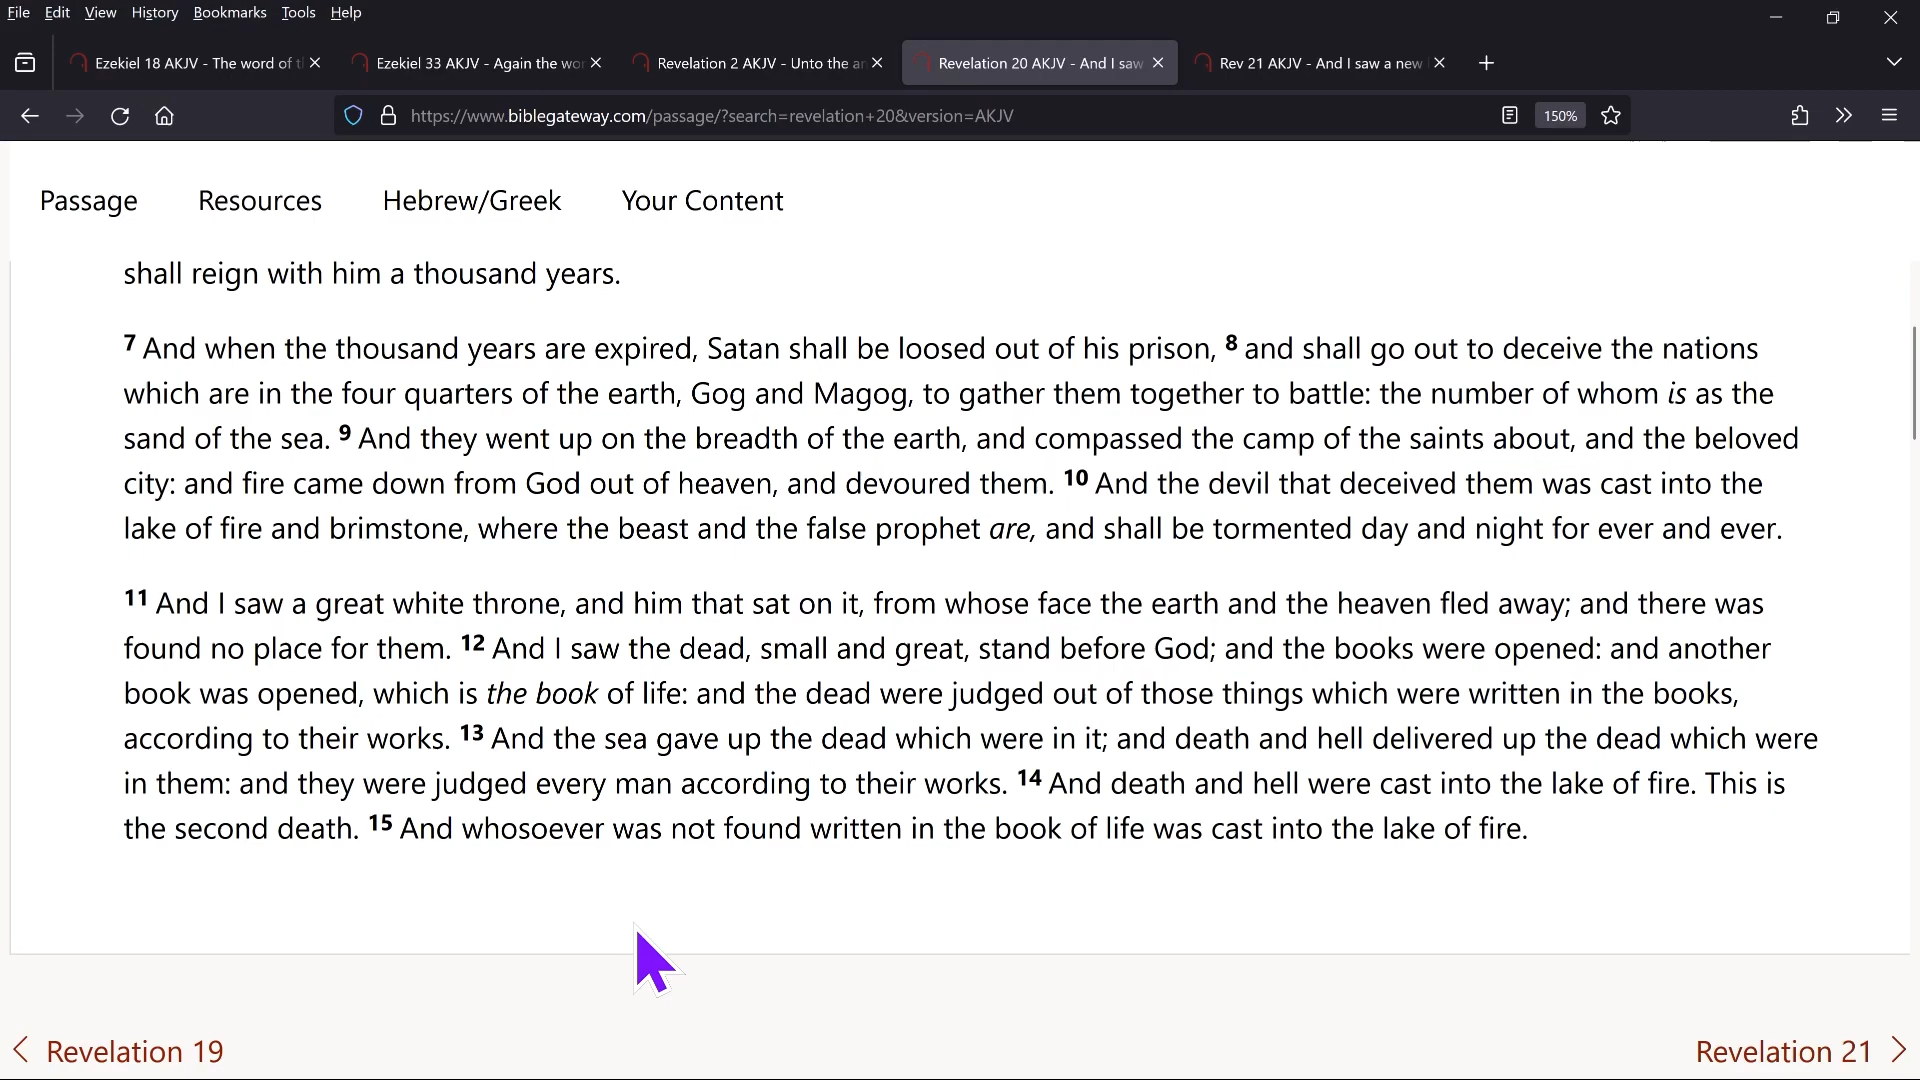 File Edit View History Bookmarks Tools Help
Ezekiel 18 AKJV - The word of t
Ezekiel 33 AKJV - Again the wo
Revelation 2 AKJV - Unto the an
Revelation 20 AKJV - And I saw
Rev 21 AKJV - And I saw a new
https://www.biblegateway.com/passage/?search=revelation+20&version=AKJV 150%
Passage Resources Hebrew/Greek Your Content
shall reign with him a thousand years.
7 And when the thousand years are expired, Satan shall be loosed out of his prison, 8 and shall go out to deceive the nations
which are in the four quarters of the earth, Gog and Magog, to gather them together to battle: the number of whom is as the
sand of the sea. 9 And they went up on the breadth of the earth, and compassed the camp of the saints about, and the beloved
city: and fire came down from God out of heaven, and devoured them. 10 And the devil that deceived them was cast into the
lake of fire and brimstone, where the beast and the false prophet are, and shall be tormented day and night for ever and ever.
11 And I saw a great white throne, and him that sat on it, from whose face the earth and the heaven fled away; and there was
found no place for them. 12 And I saw the dead, small and great, stand before God; and the books were opened: and another
book was opened, which is the book of life: and the dead were judged out of those things which were written in the books,
according to their works. 13 And the sea gave up the dead which were in it; and death and hell delivered up the dead which were
in them: and they were judged every man according to their works. 14 And death and hell were cast into the lake of fire. This is
the second death. 15 And whosoever was not found written in the book of life was cast into the lake of fire.
Revelation 19
Revelation 21